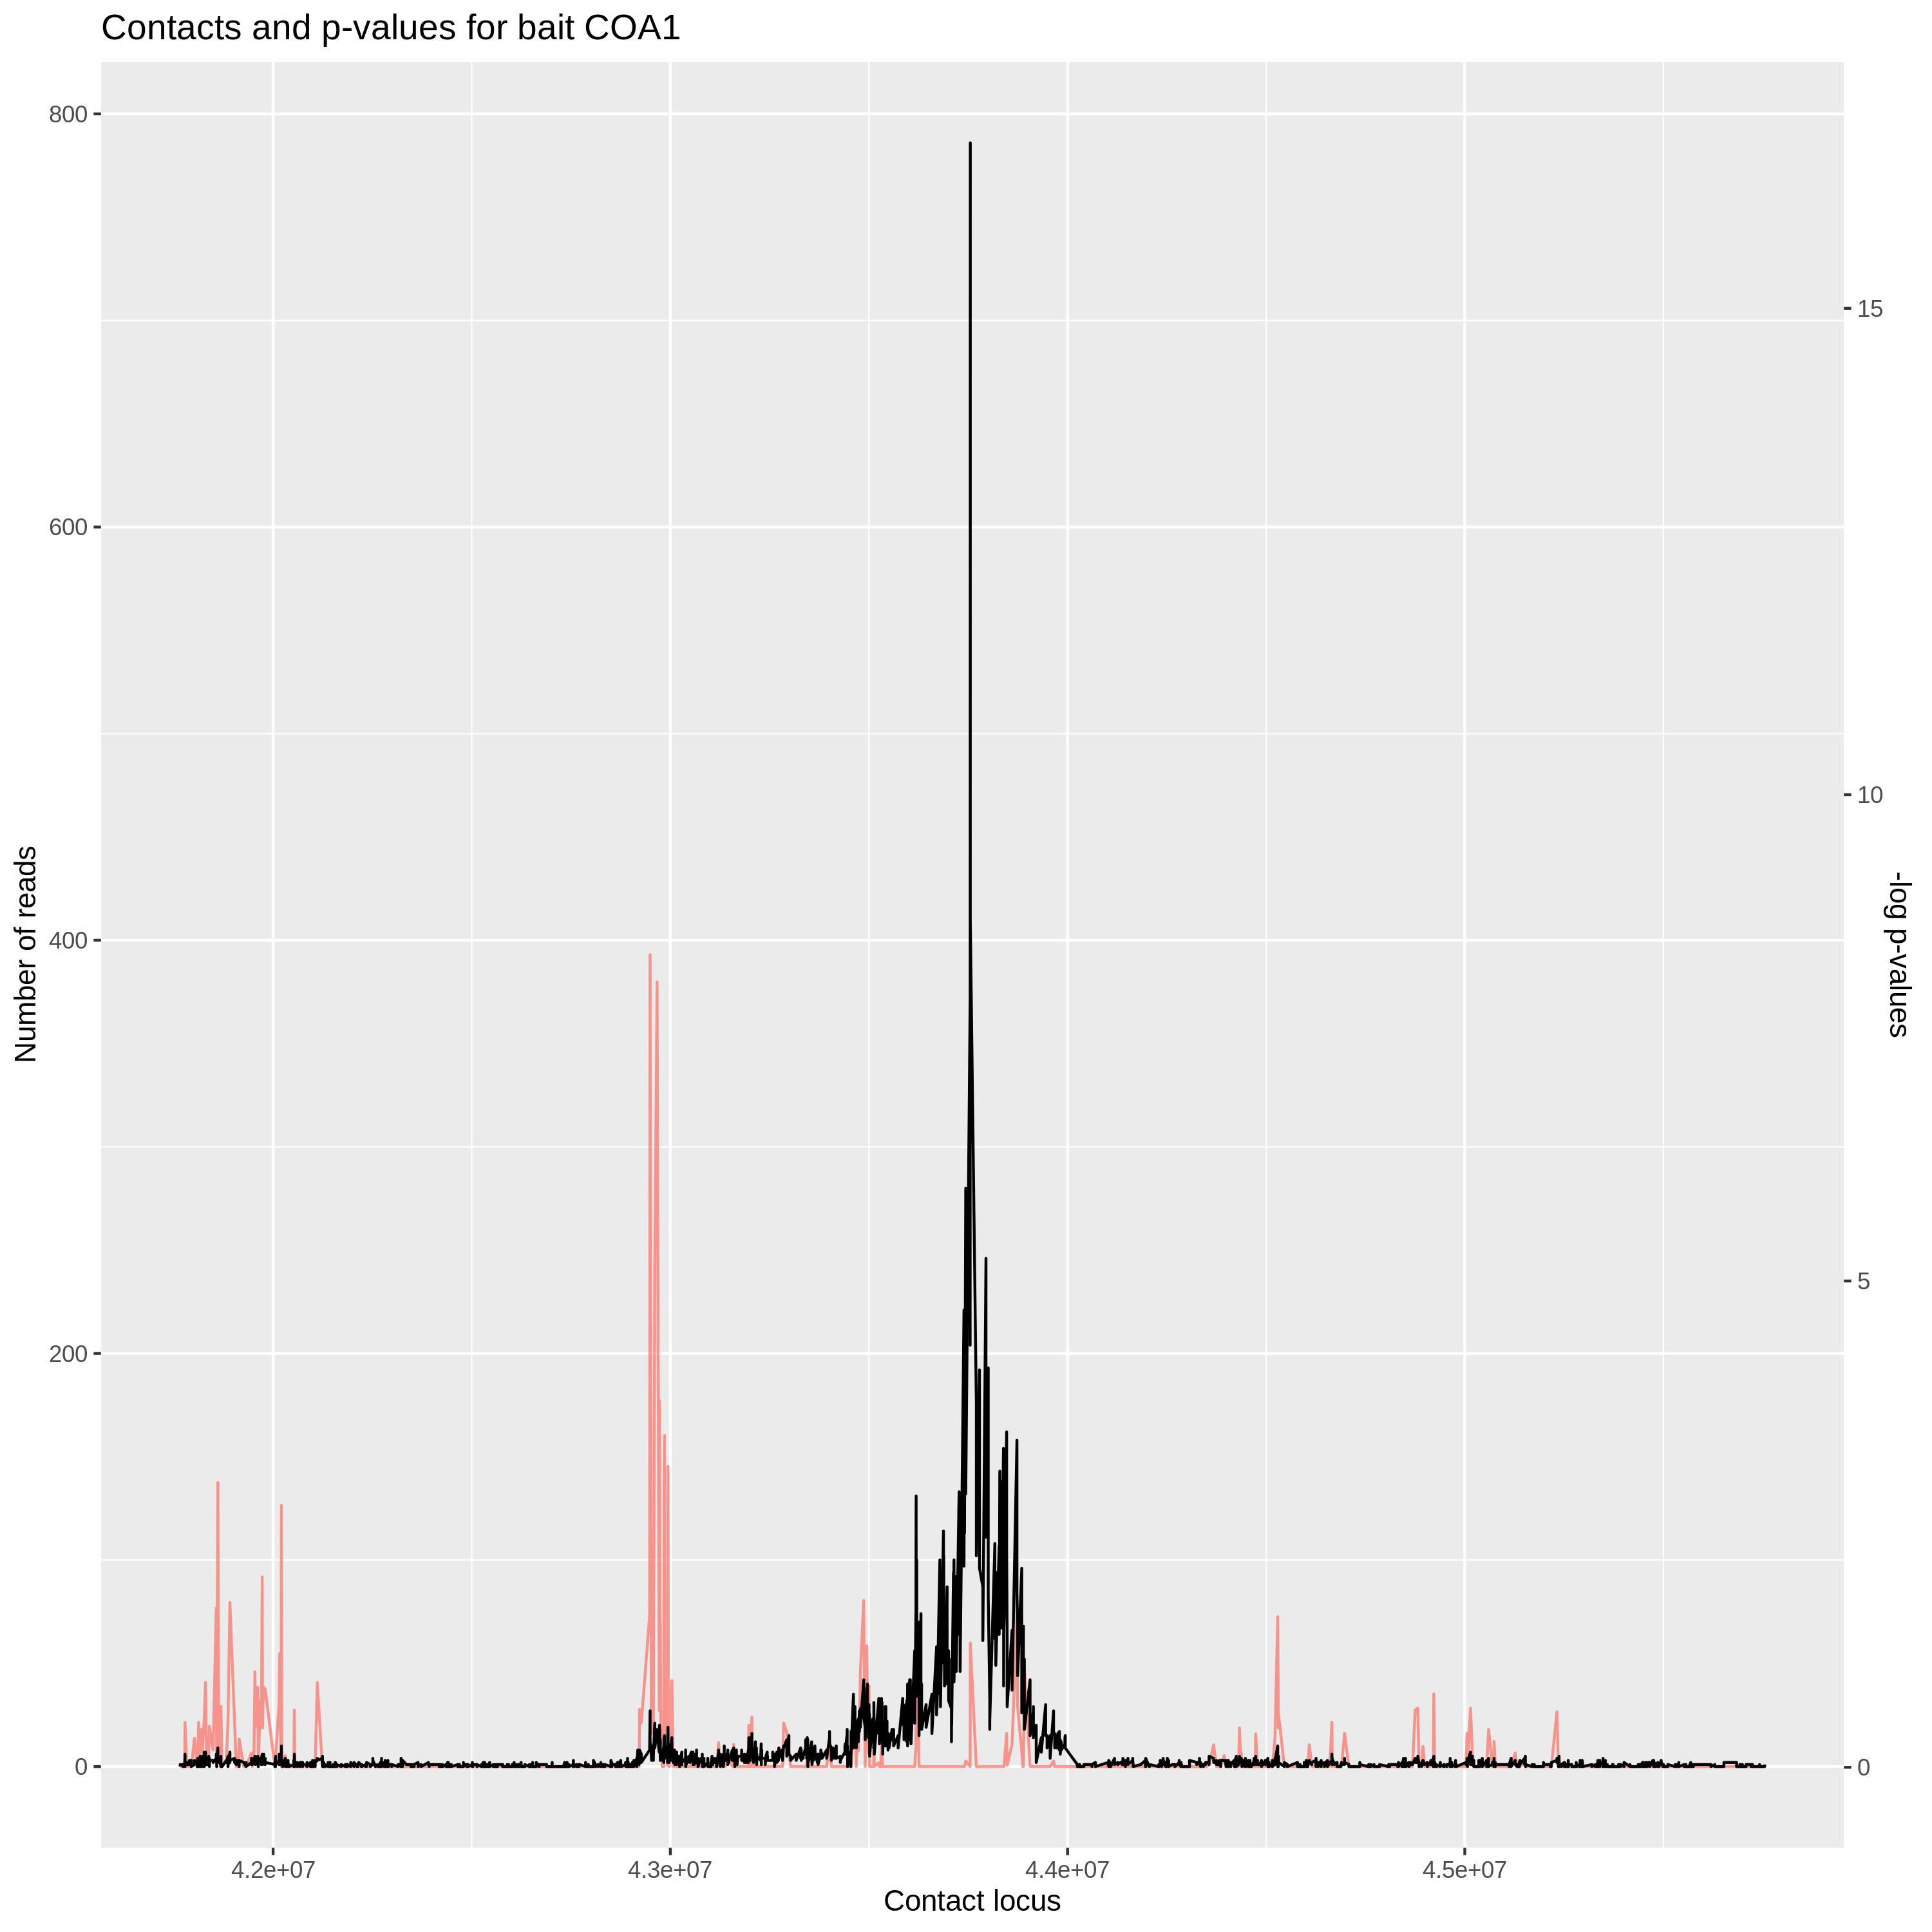 Contacts and p-values for bait COA1
800
600
400
200
0
15
10
5
0
Number of reads
-log p-values
4.2e+07
4.3e+07
4.4e+07
4.5e+07
Contact locus